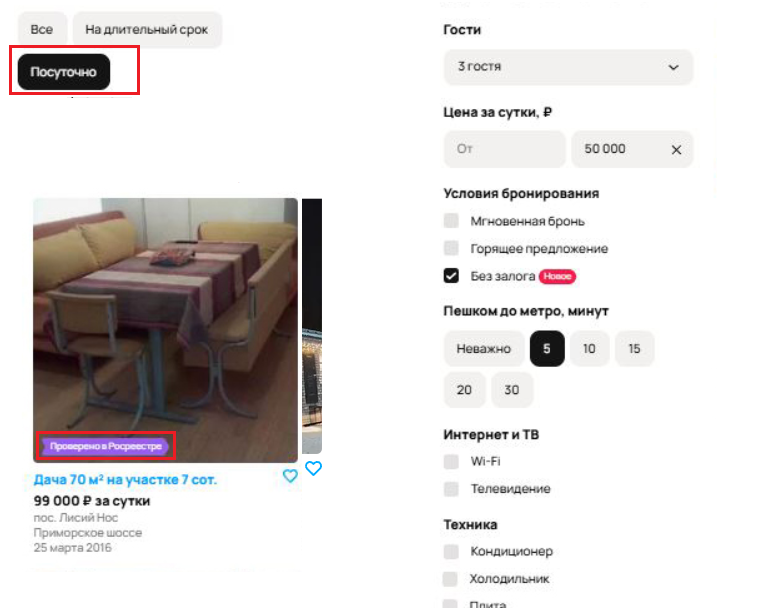 Все
На длительный срок
Посуточно
Проверено в Росреестре
Дача 70 м² на участке 7 сот.
99 000 ₽ за сутки
пос. Лисий Нос
Приморское шоссе
25 марта 2016
Гости
3 гостя
Цена за сутки, ₽
От
50 000
Условия бронирования
Мгновенная бронь
Горящее предложение
Без залога Новое
Пешком до метро, минут
Неважно 5 10 15
20 30
Интернет и ТВ
Wi-Fi
Телевидение
Техника
Кондиционер
Холодильник
Плита